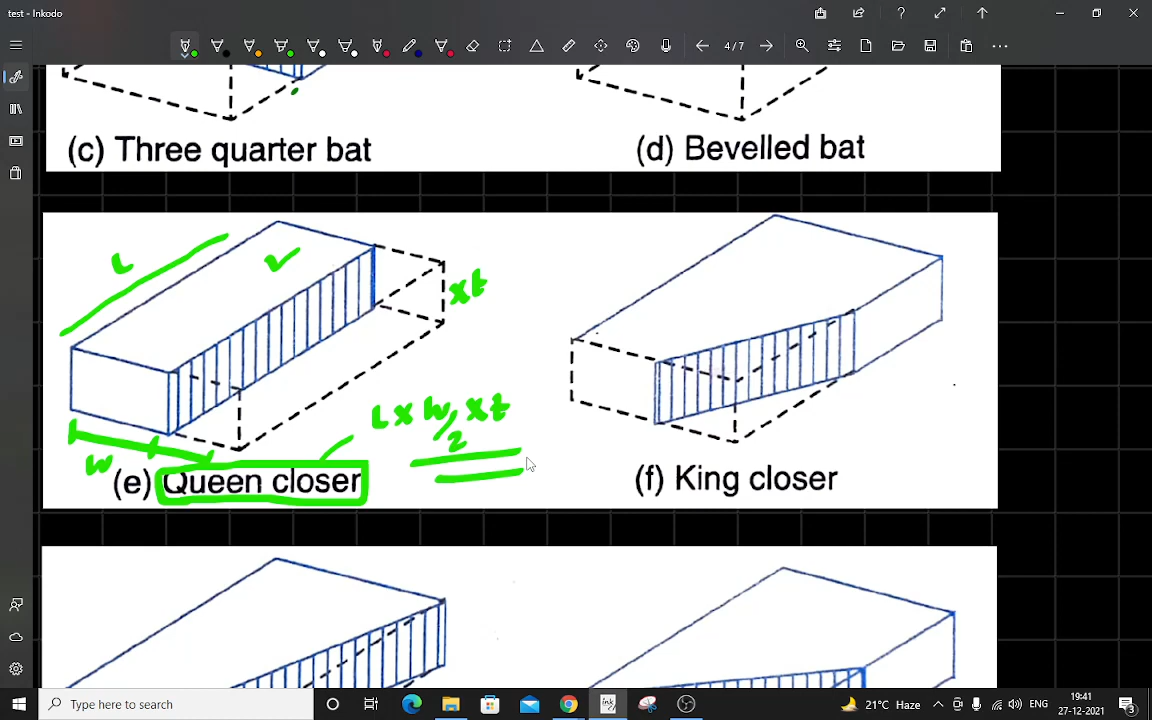 test - Inkodo
4/7
(c) Three quarter bat
(d) Bevelled bat
L
xt
L x w/2 x t
w
(e) Queen closer
(f) King closer
Type here to search
21°C Haze
ENG
19:41
27-12-2021